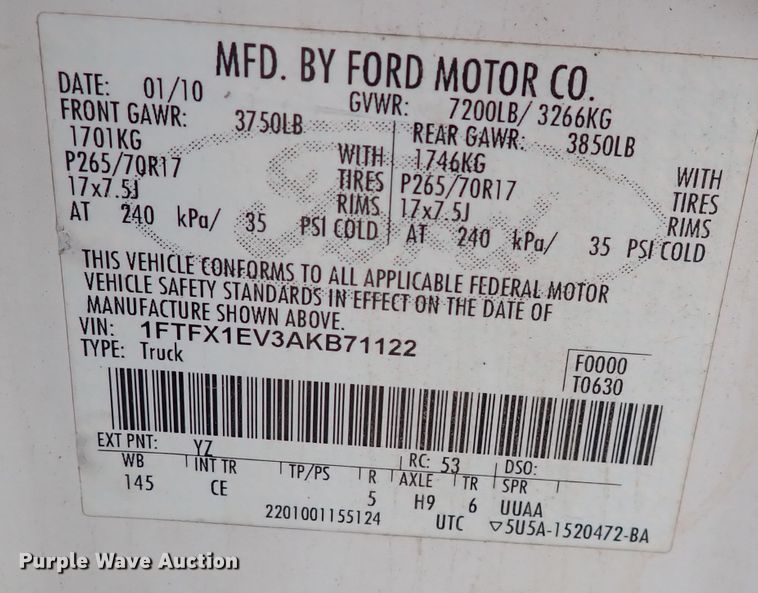 MFD. BY FORD MOTOR CO.
DATE: 01/10 GVWR: 7200LB/ 3266KG
FRONT GAWR: 3750LB REAR GAWR: 3850LB
1701KG WITH 1746KG WITH
P265/70R17 TIRES P265/70R17 TIRES
17x7.5J RIMS 17x7.5J RIMS
AT 240 kPa/ 35 PSI COLD AT 240 kPa/ 35 PSI COLD
THIS VEHICLE CONFORMS TO ALL APPLICABLE FEDERAL MOTOR
VEHICLE SAFETY STANDARDS IN EFFECT ON THE DATE OF
MANUFACTURE SHOWN ABOVE.
VIN: 1FTFX1EV3AKB71122
TYPE: Truck
F0000
T0630
EXT PNT: YZ RC: 53 DSO:
WB INT TR TP/PS R AXLE TR SPR
145 CE 5 H9 6 UUAA
2201001155124 UTC ▽5U5A-1520472-BA
Ford
Purple Wave Auction